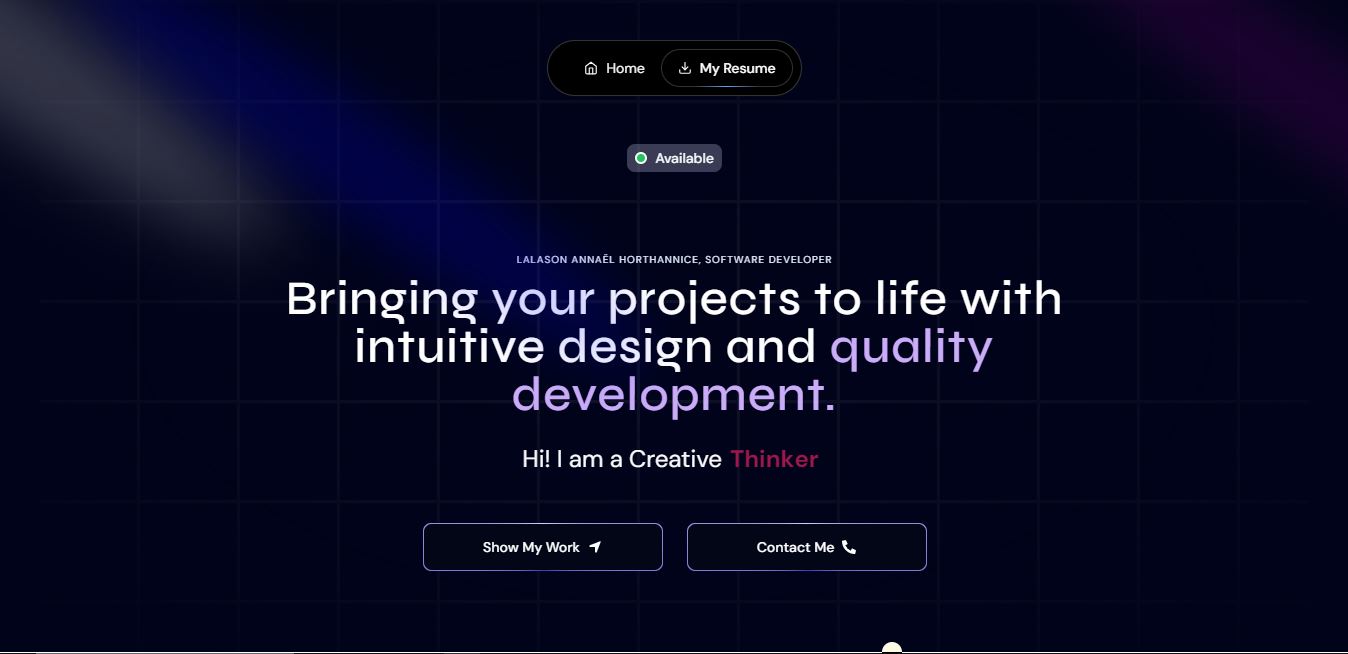 Home
My Resume
Available
LALASON ANNAËL HORTHANNICE, SOFTWARE DEVELOPER
Bringing your projects to life with
intuitive design and quality
development.
Hi! I am a Creative Thinker
Show My Work
Contact Me